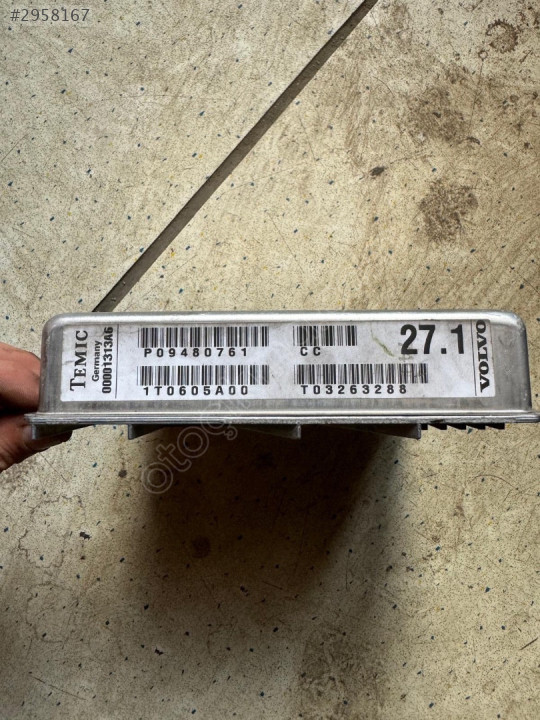 #2958167
TEMIC
Germany
00001313A6
P09480761
CC
27.1
VOLVO
1T0605A00
T03263288